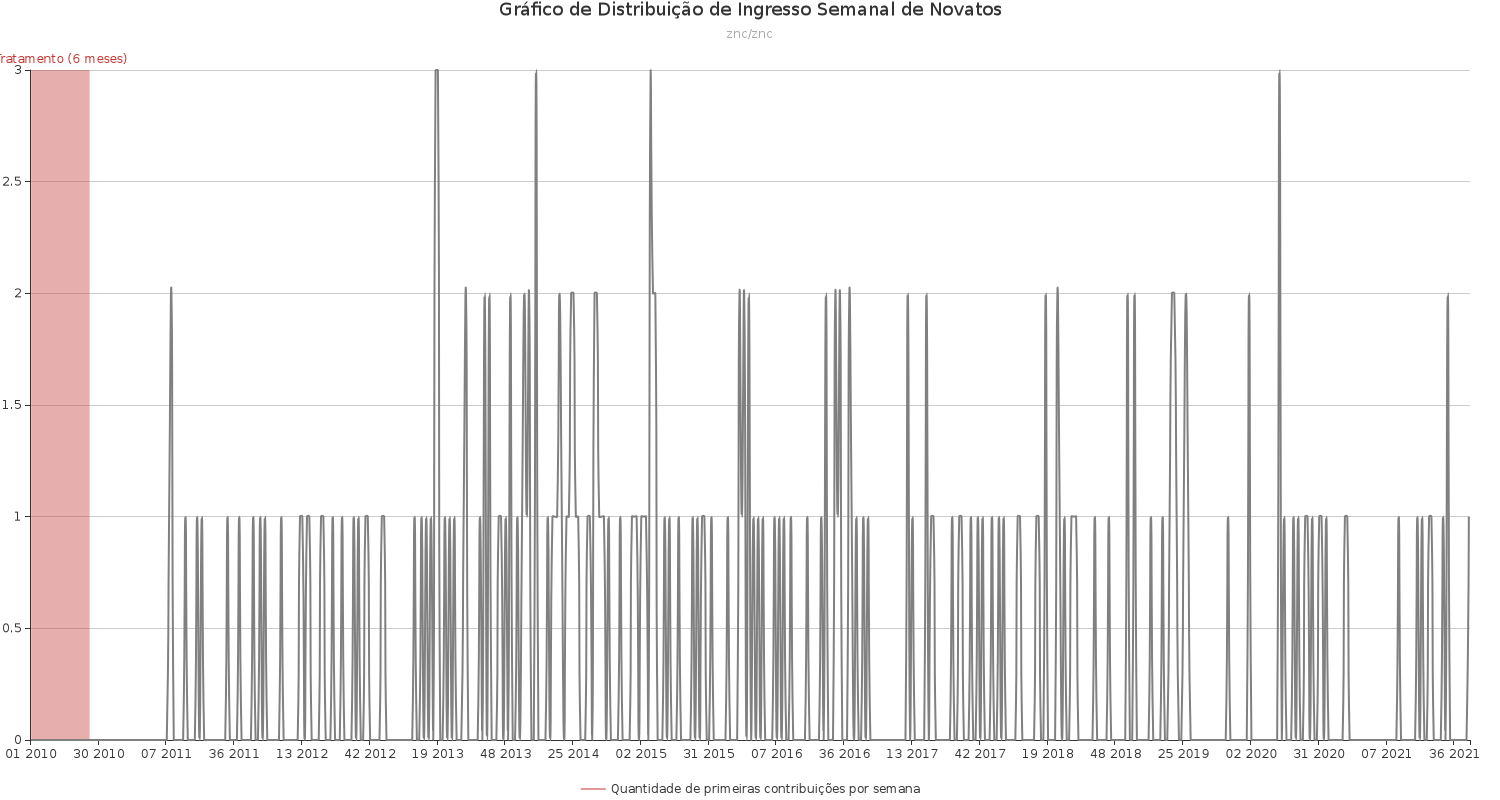 Gráfico de Distribuição de Ingresso Semanal de Novatos
znc/znc
Tratamento (6 meses)
3
2.5
2
1.5
1
0.5
0
01 2010 30 2010 07 2011 36 2011 13 2012 42 2012 19 2013 48 2013 25 2014 02 2015 31 2015 07 2016 36 2016 13 2017 42 2017 19 2018 48 2018 25 2019 02 2020 31 2020 07 2021 36 2021
Quantidade de primeiras contribuições por semana